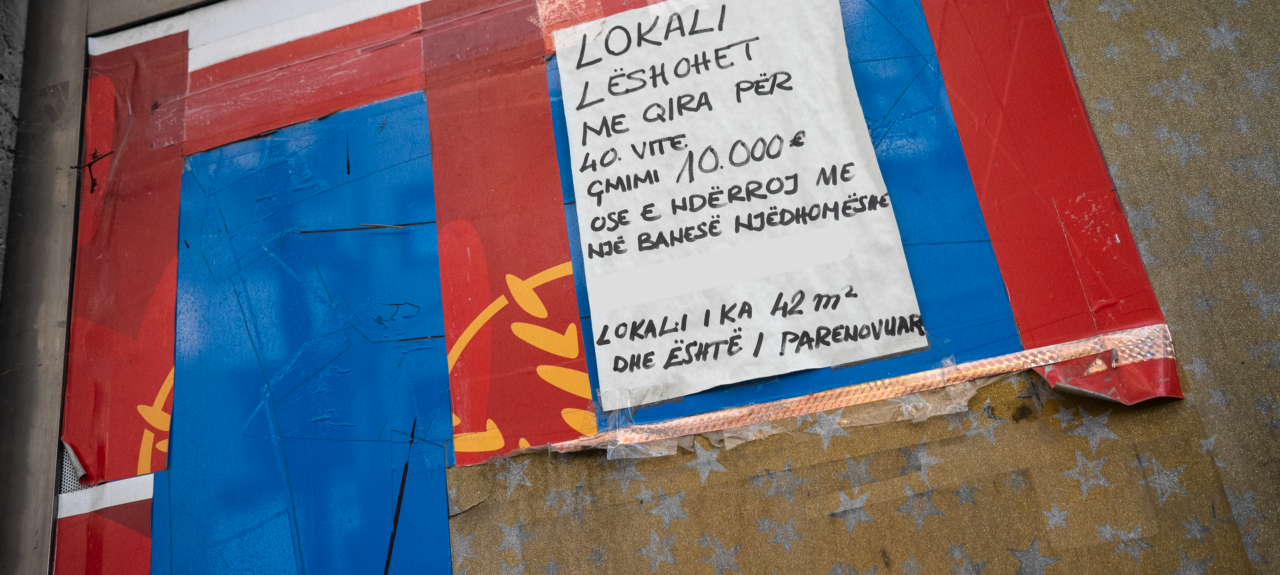 LOKALI
LËSHOHET
ME QIRA PËR
40. VITE.
ÇMIMI 10.000 €
OSE E NDËRROJ ME
NJË BANESË NJËDHOMËSHE
LOKALI I KA 42 m²
DHE ËSHTË I PARENOVUAR